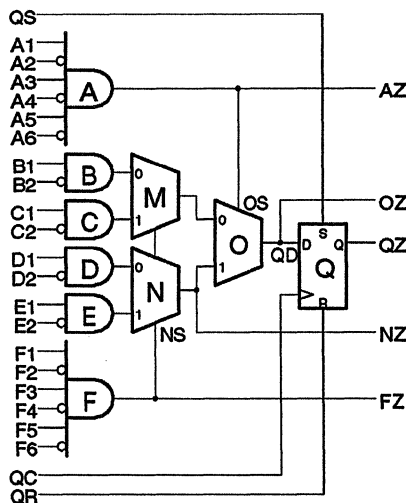 QS
A1
A2
A3
A4
A5
A6
A
AZ
B1
B2
B
0
M
1
OS
C1
C2
C
0
O
1
OZ
D1
D2
D
0
N
1
NS
QD
S
D
Q
Q
R
QZ
E1
E2
E
NZ
F1
F2
F3
F4
F5
F6
F
FZ
QC
QR